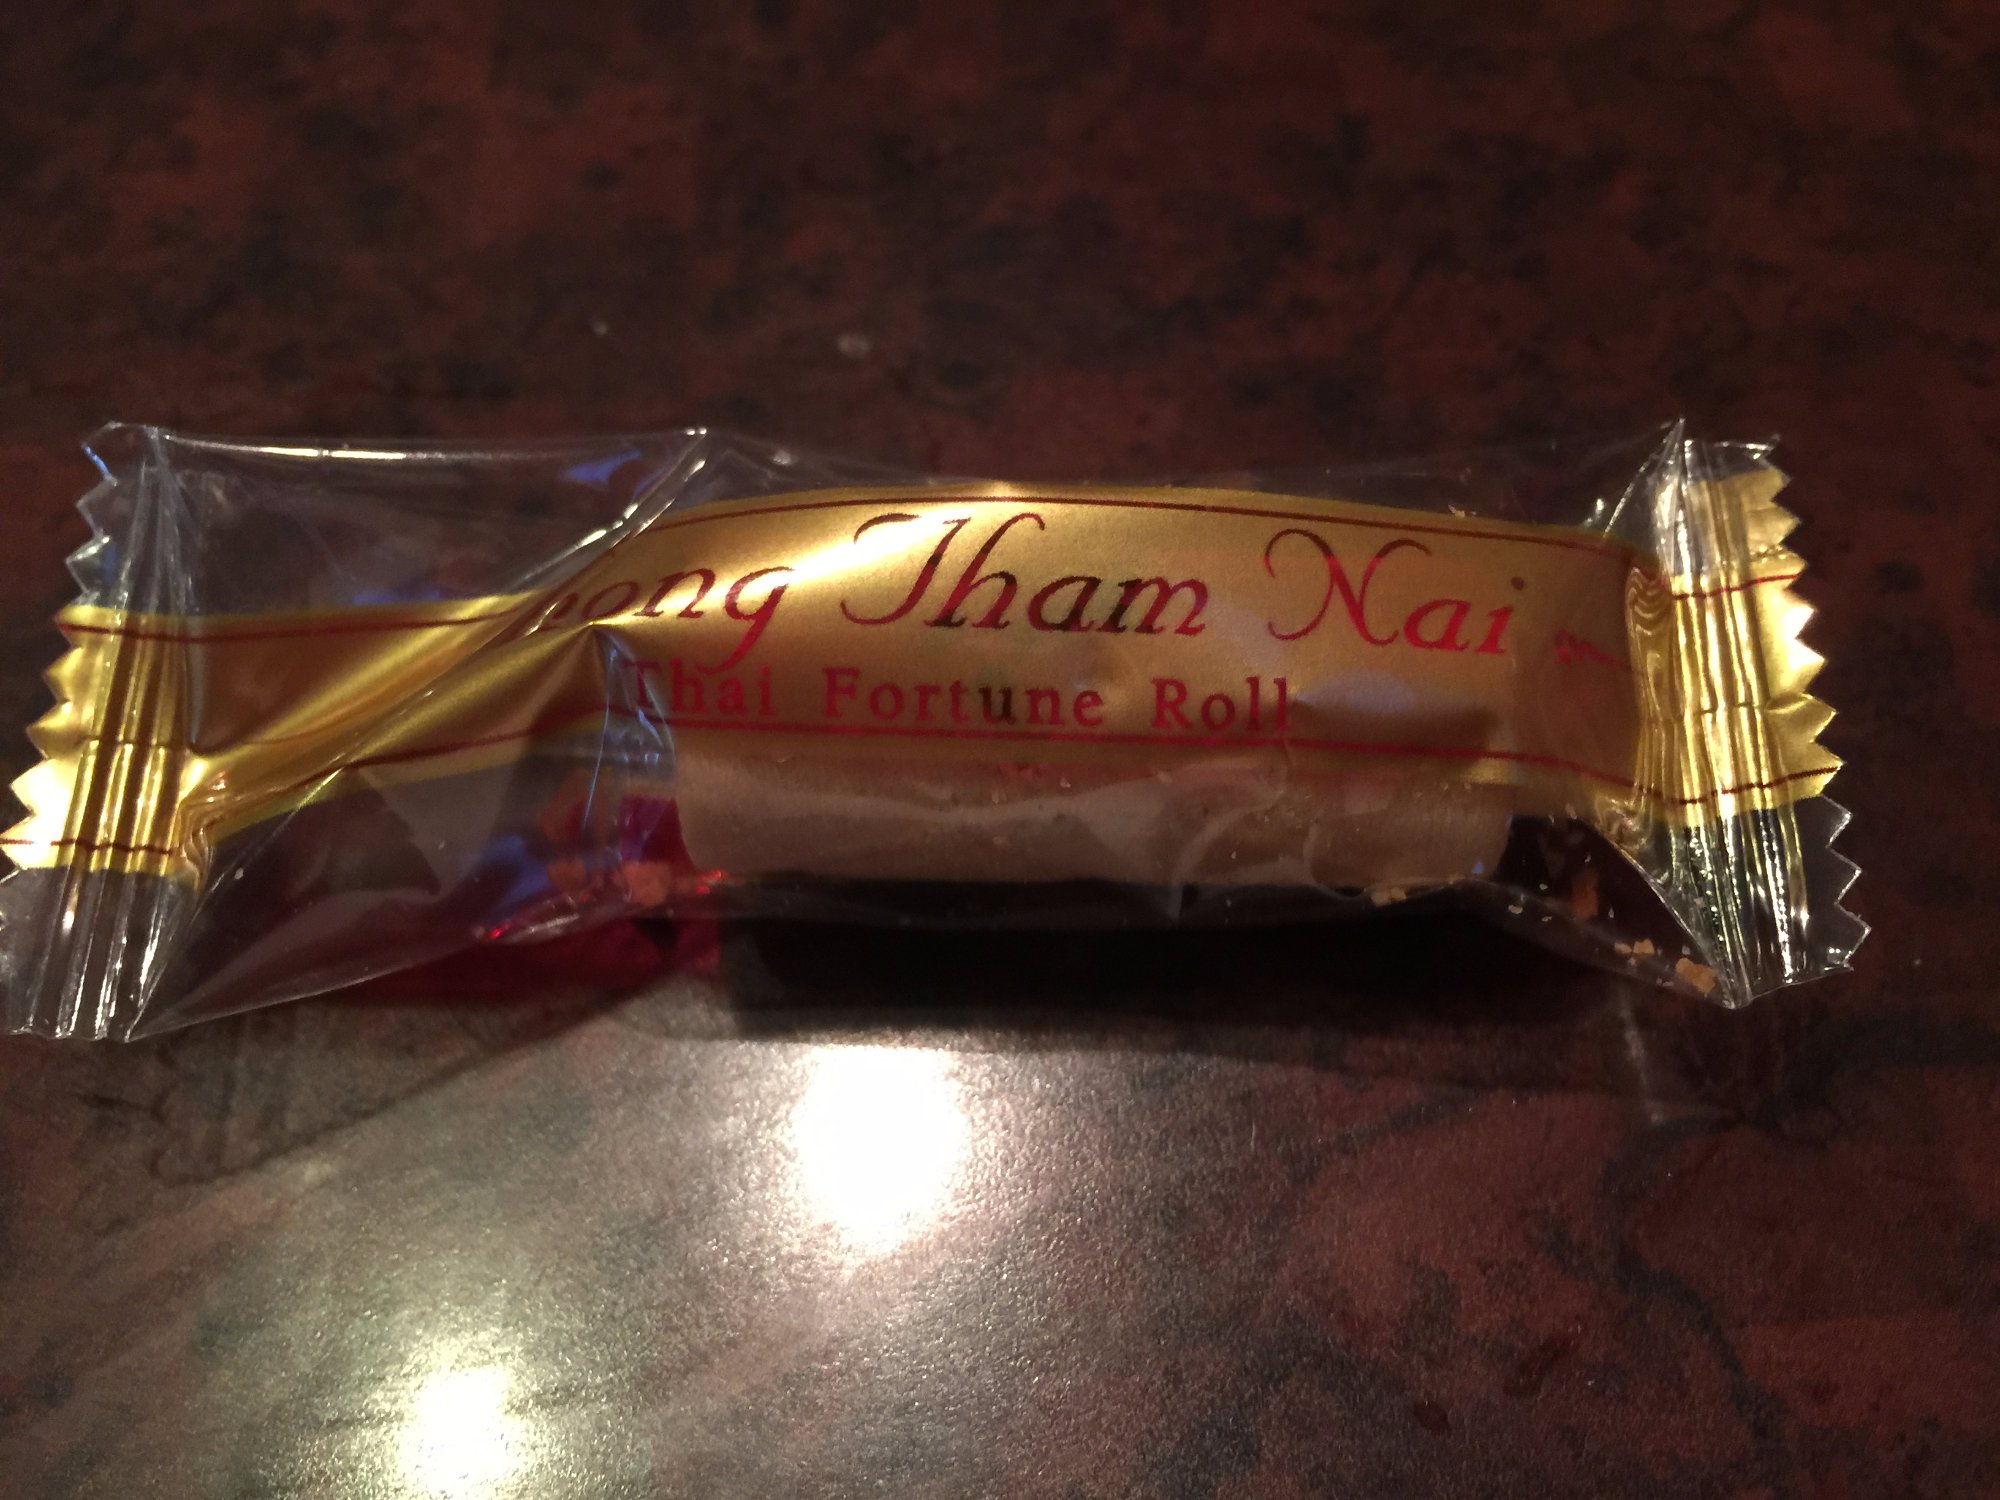 Tham Nai
Thai Fortune Roll